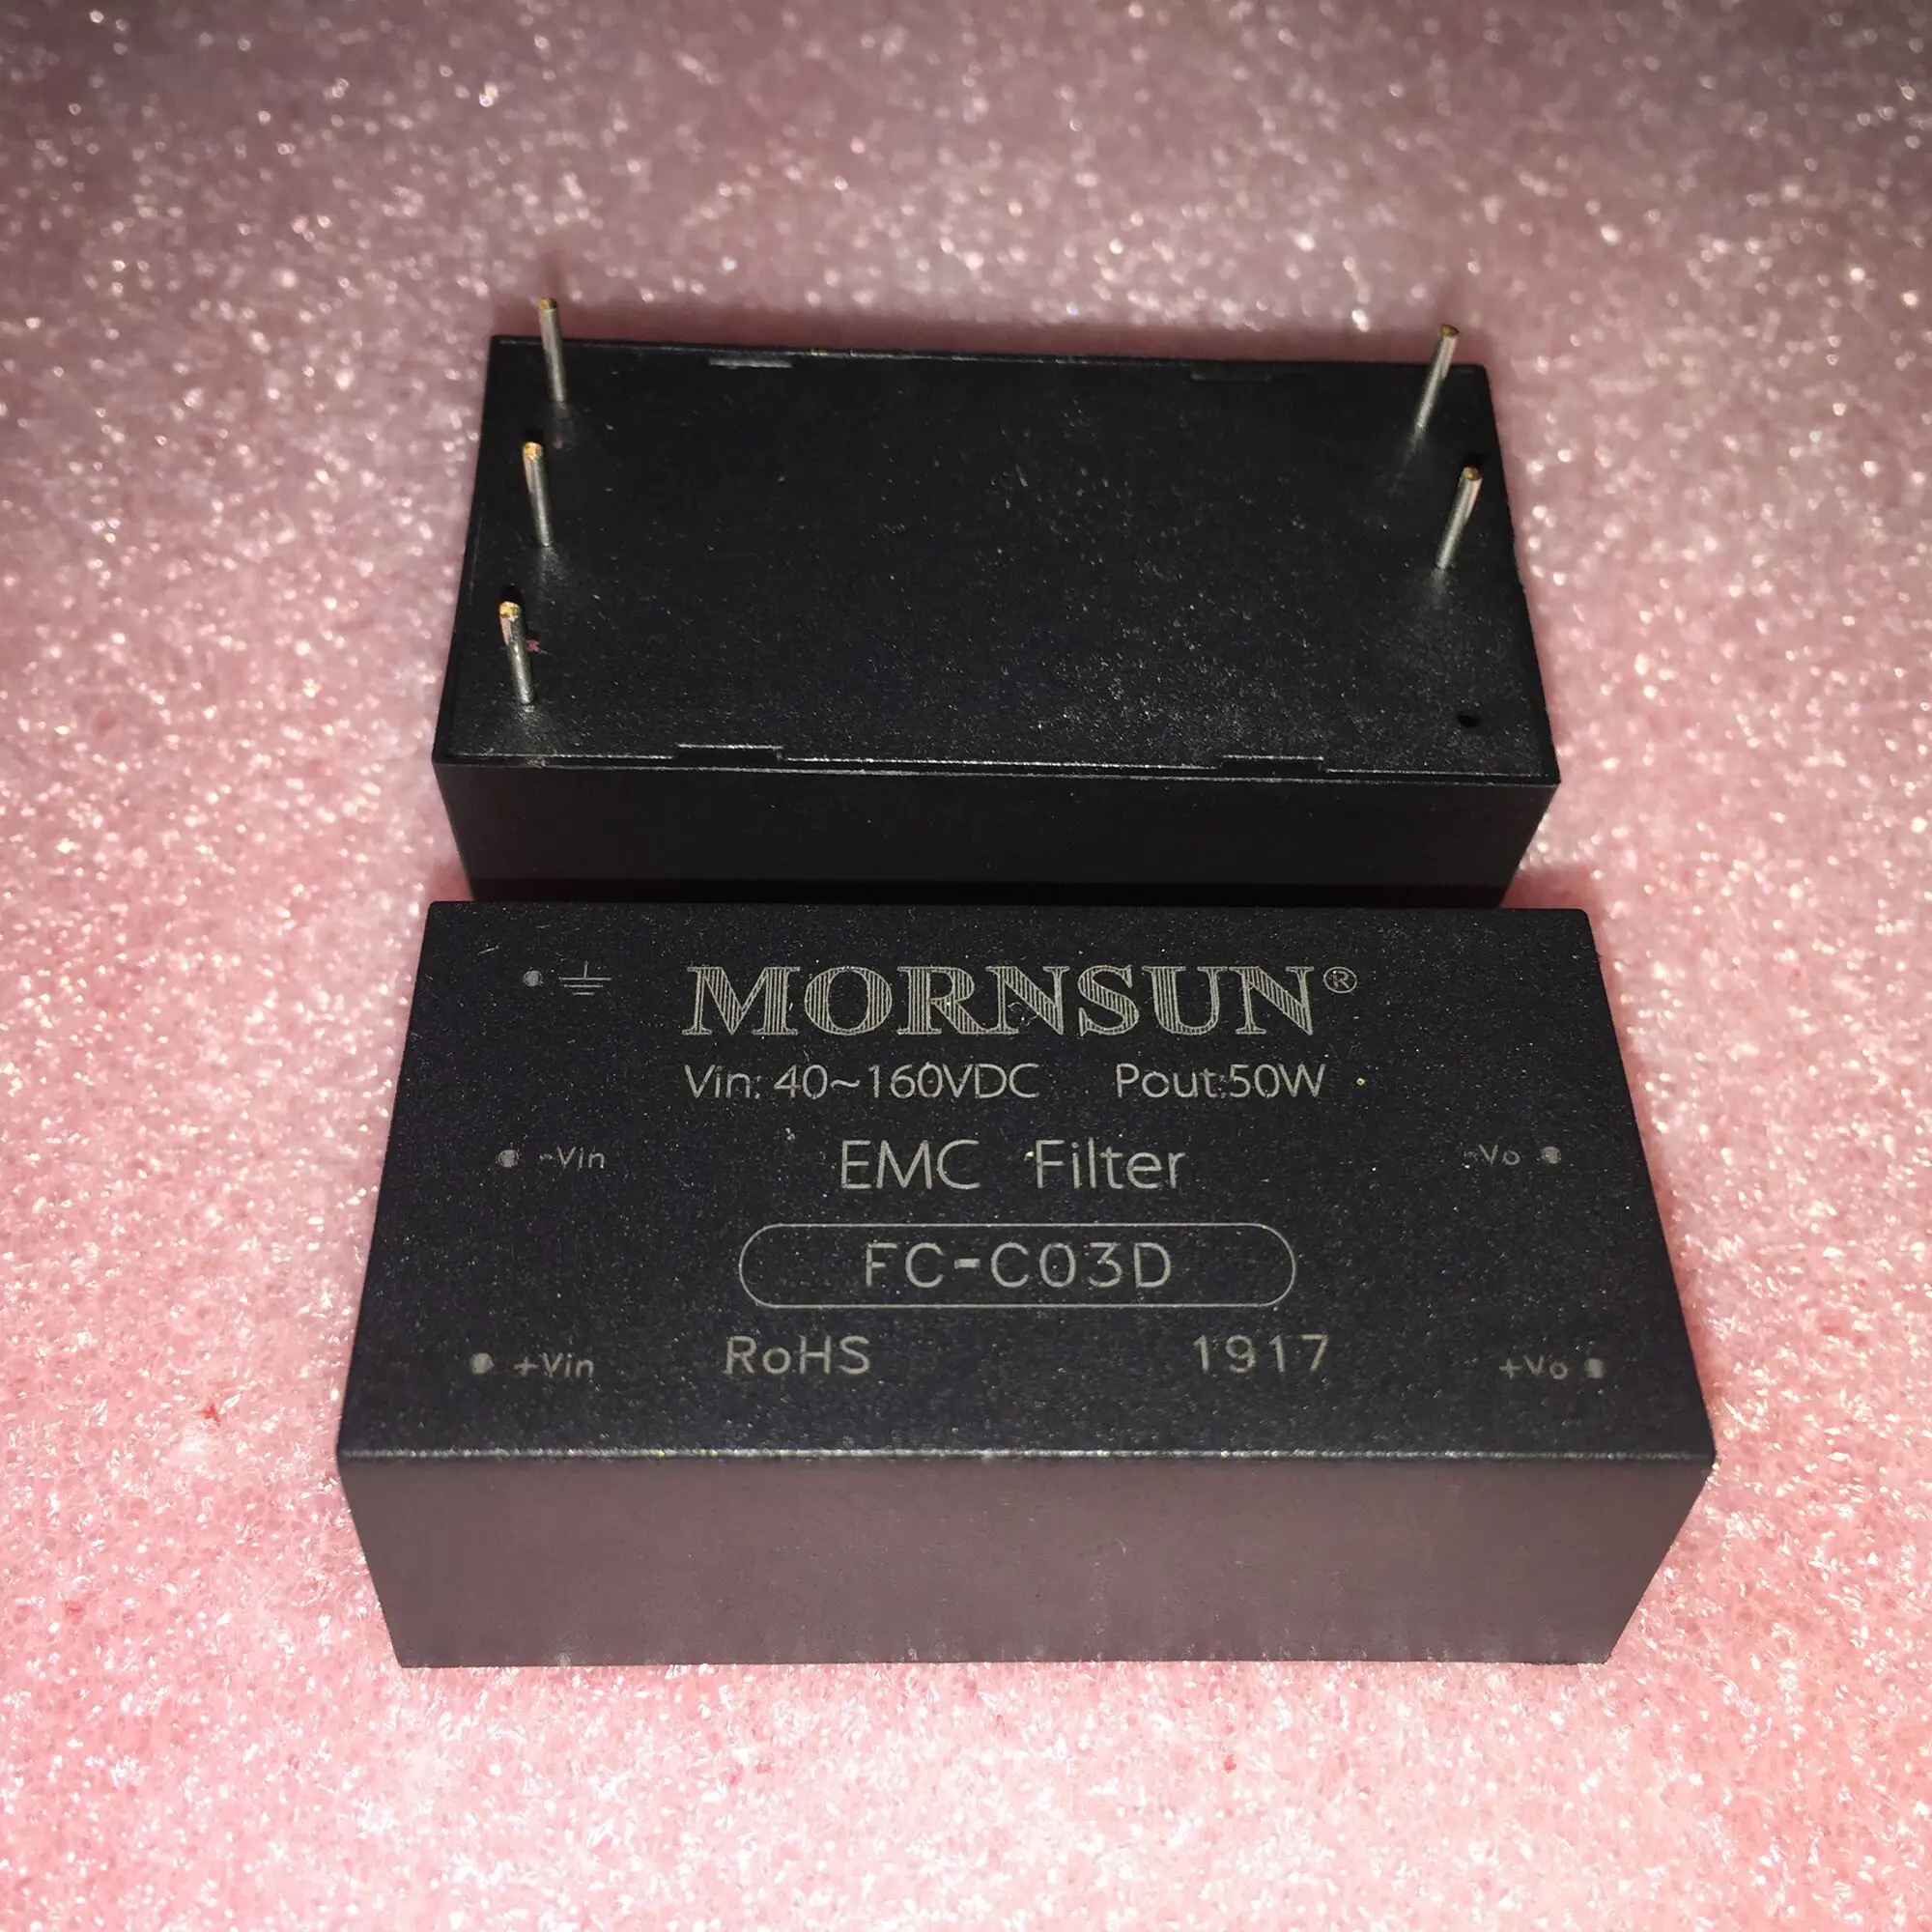 MORNSUN®
Vin: 40~160VDC Pout:50W
-Vin EMC Filter -Vo
FC-C03D
+Vin RoHS 1917 +Vo